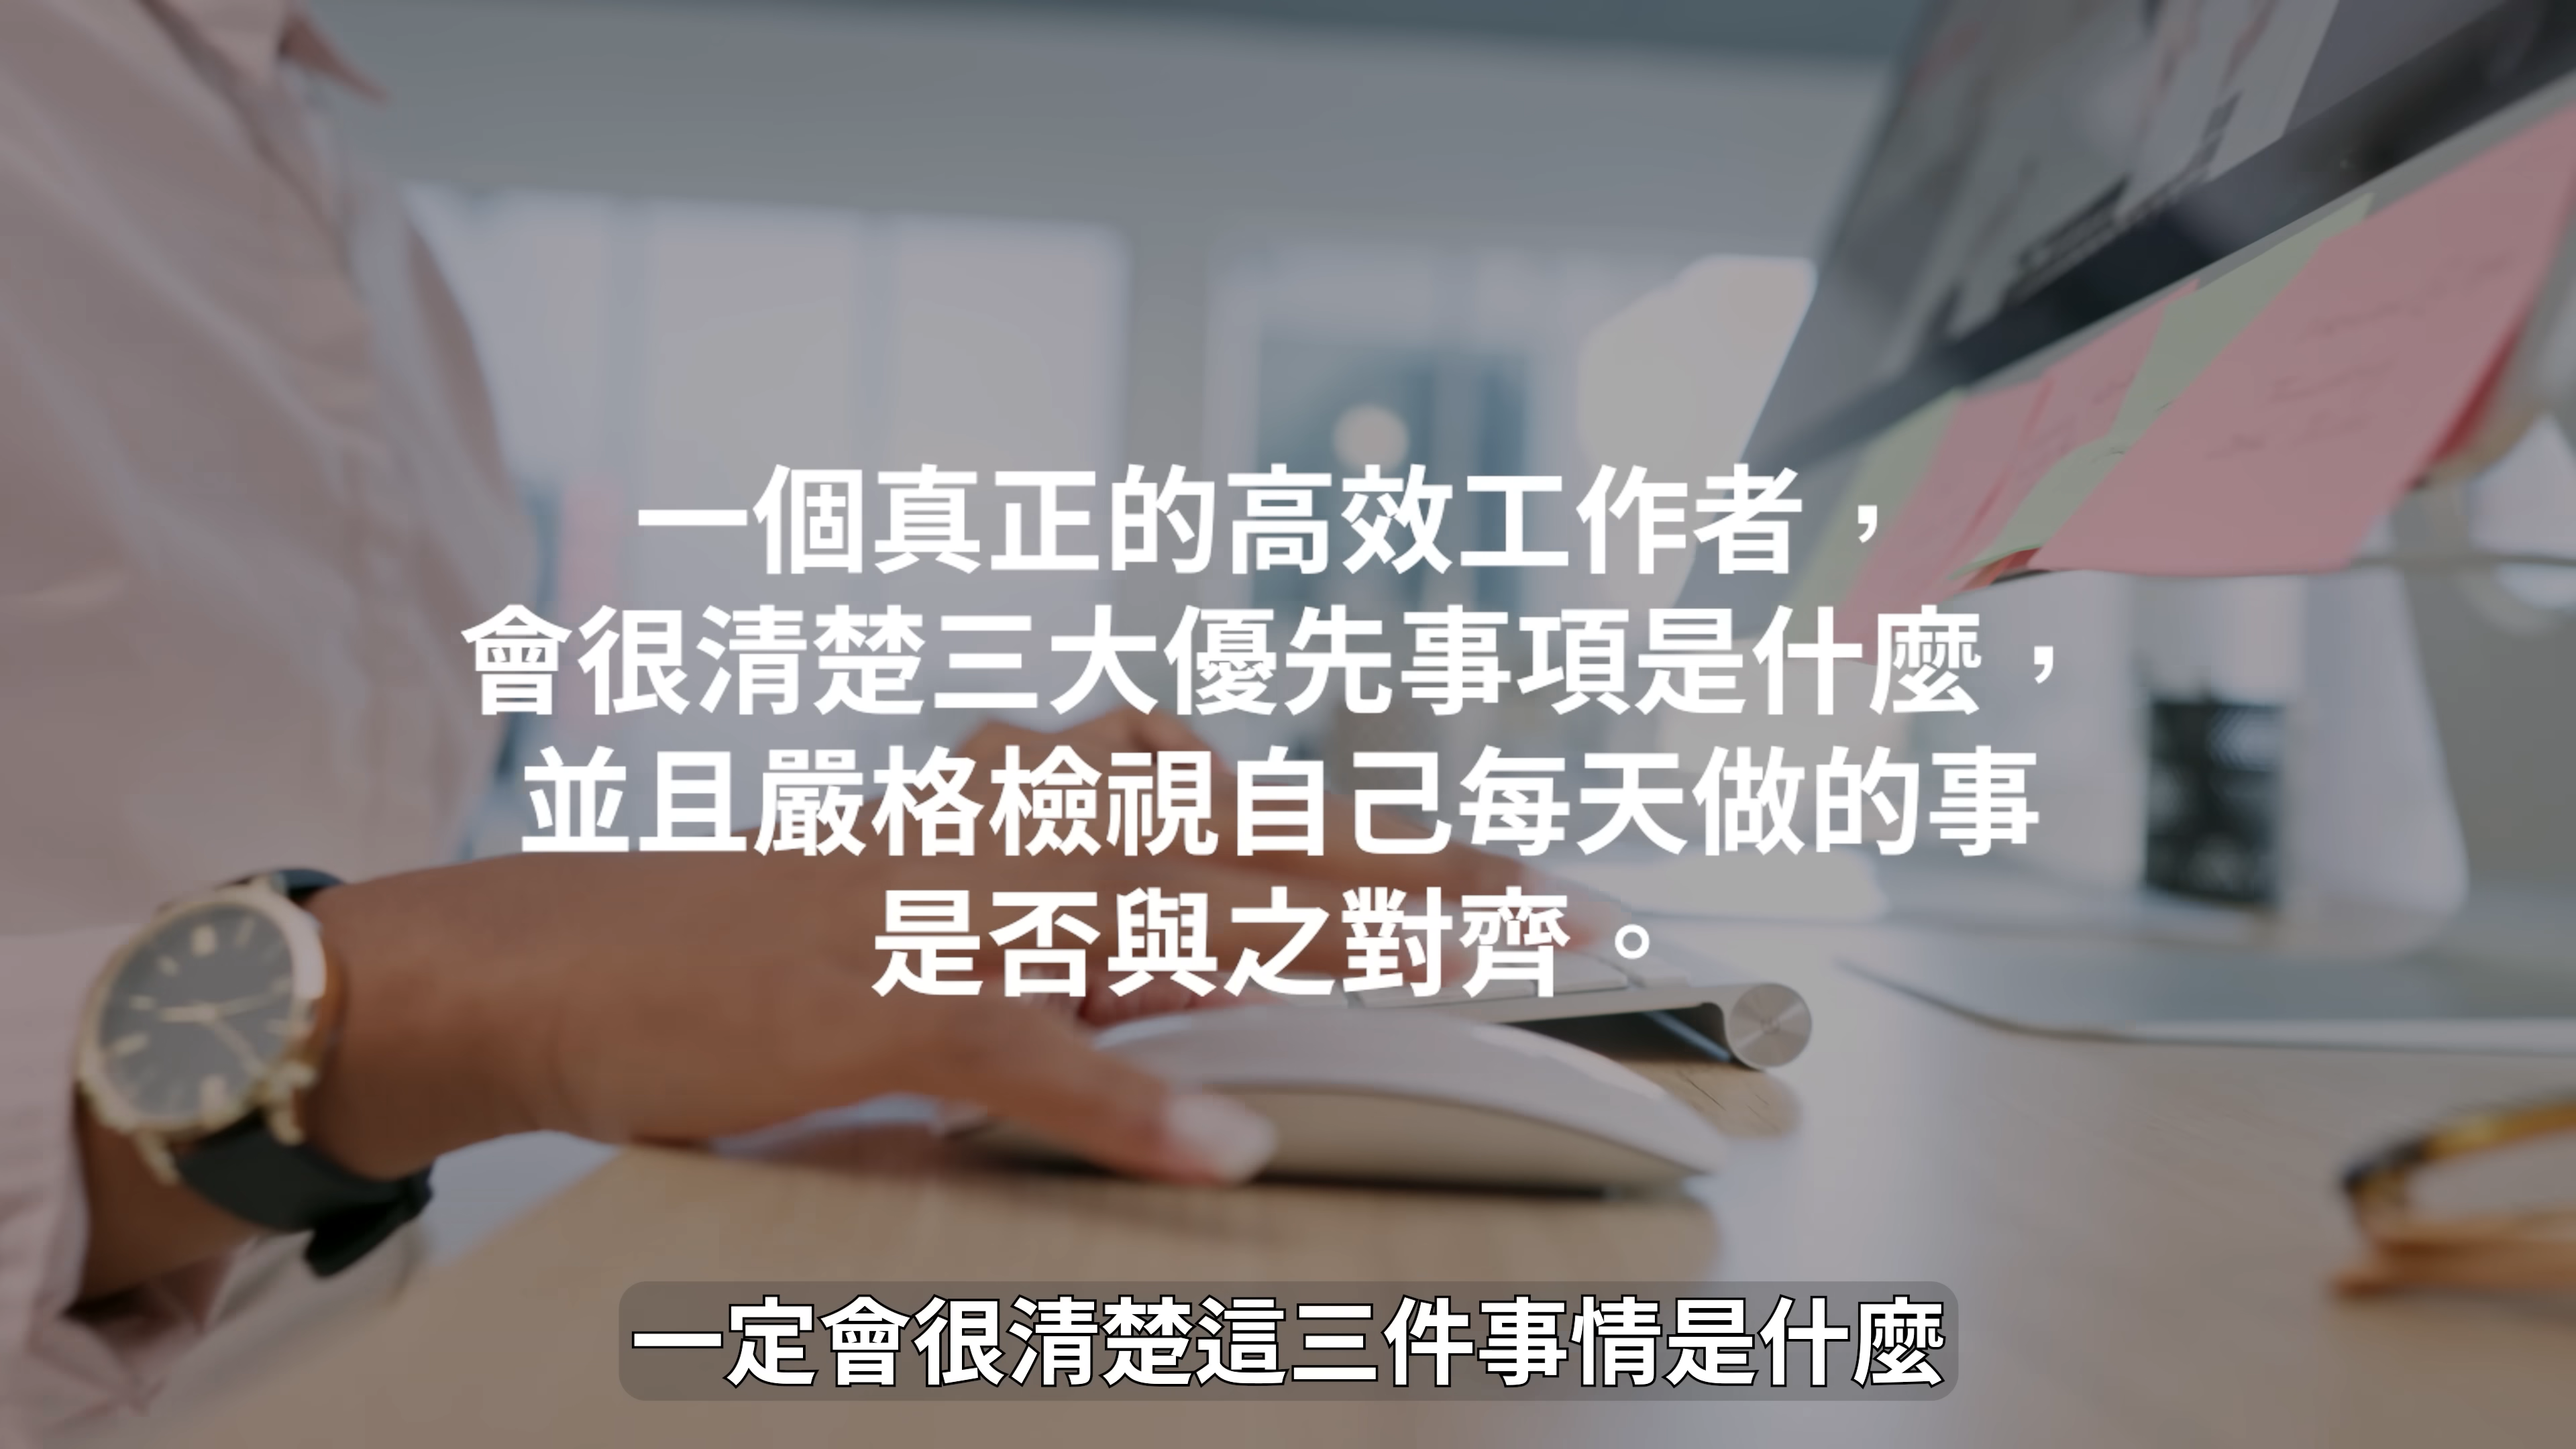 一個真正的高效工作者，
會很清楚三大優先事項是什麼，
並且嚴格檢視自己每天做的事
是否與之對齊。
一定會很清楚這三件事情是什麼